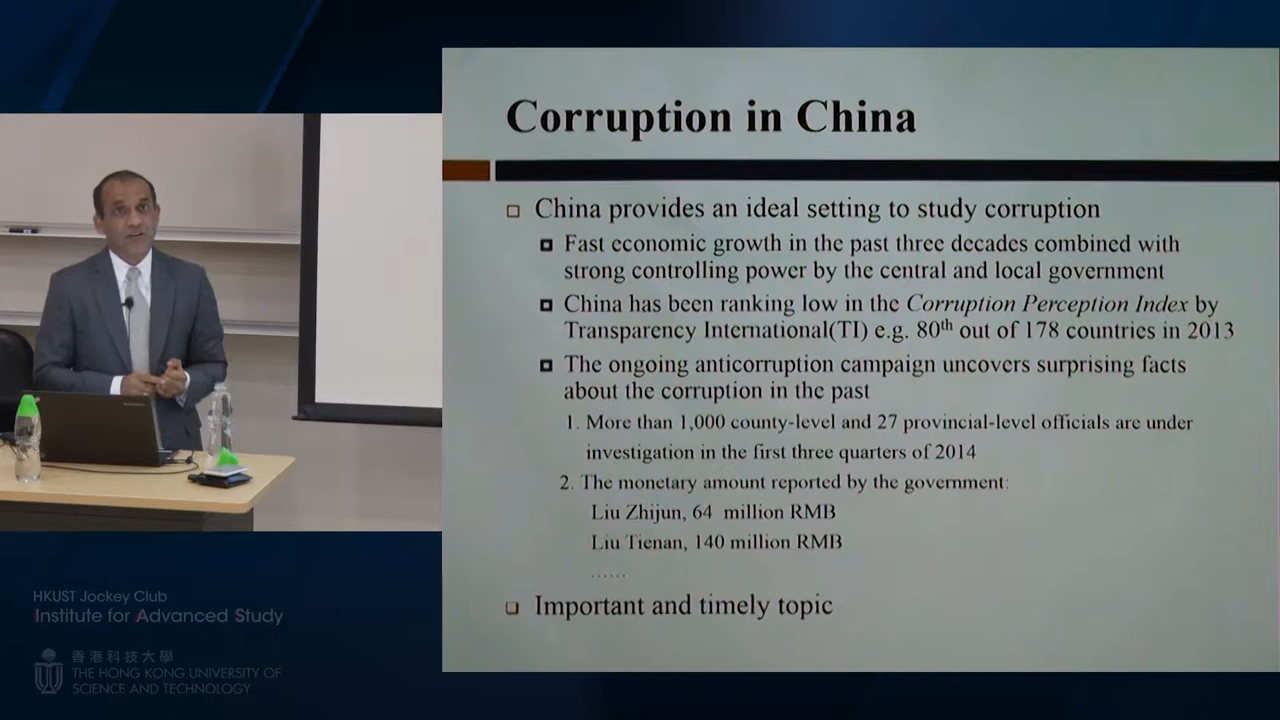 Corruption in China
China provides an ideal setting to study corruption
Fast economic growth in the past three decades combined with
strong controlling power by the central and local government
China has been ranking low in the Corruption Perception Index by
Transparency International(TI) e.g. 80th out of 178 countries in 2013
The ongoing anticorruption campaign uncovers surprising facts
about the corruption in the past
1. More than 1,000 county-level and 27 provincial-level officials are under
investigation in the first three quarters of 2014
2. The monetary amount reported by the government:
Liu Zhijun, 64 million RMB
Liu Tienan, 140 million RMB
......
Important and timely topic
HKUST Jockey Club
Institute for Advanced Study
香港科技大學
THE HONG KONG UNIVERSITY OF
SCIENCE AND TECHNOLOGY